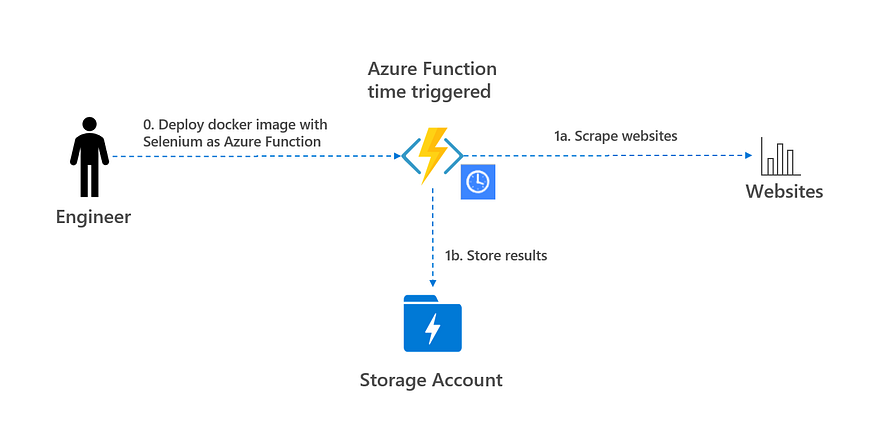 Azure Function
time triggered
0. Deploy docker image with
Selenium as Azure Function
1a. Scrape websites
Engineer
Websites
1b. Store results
Storage Account